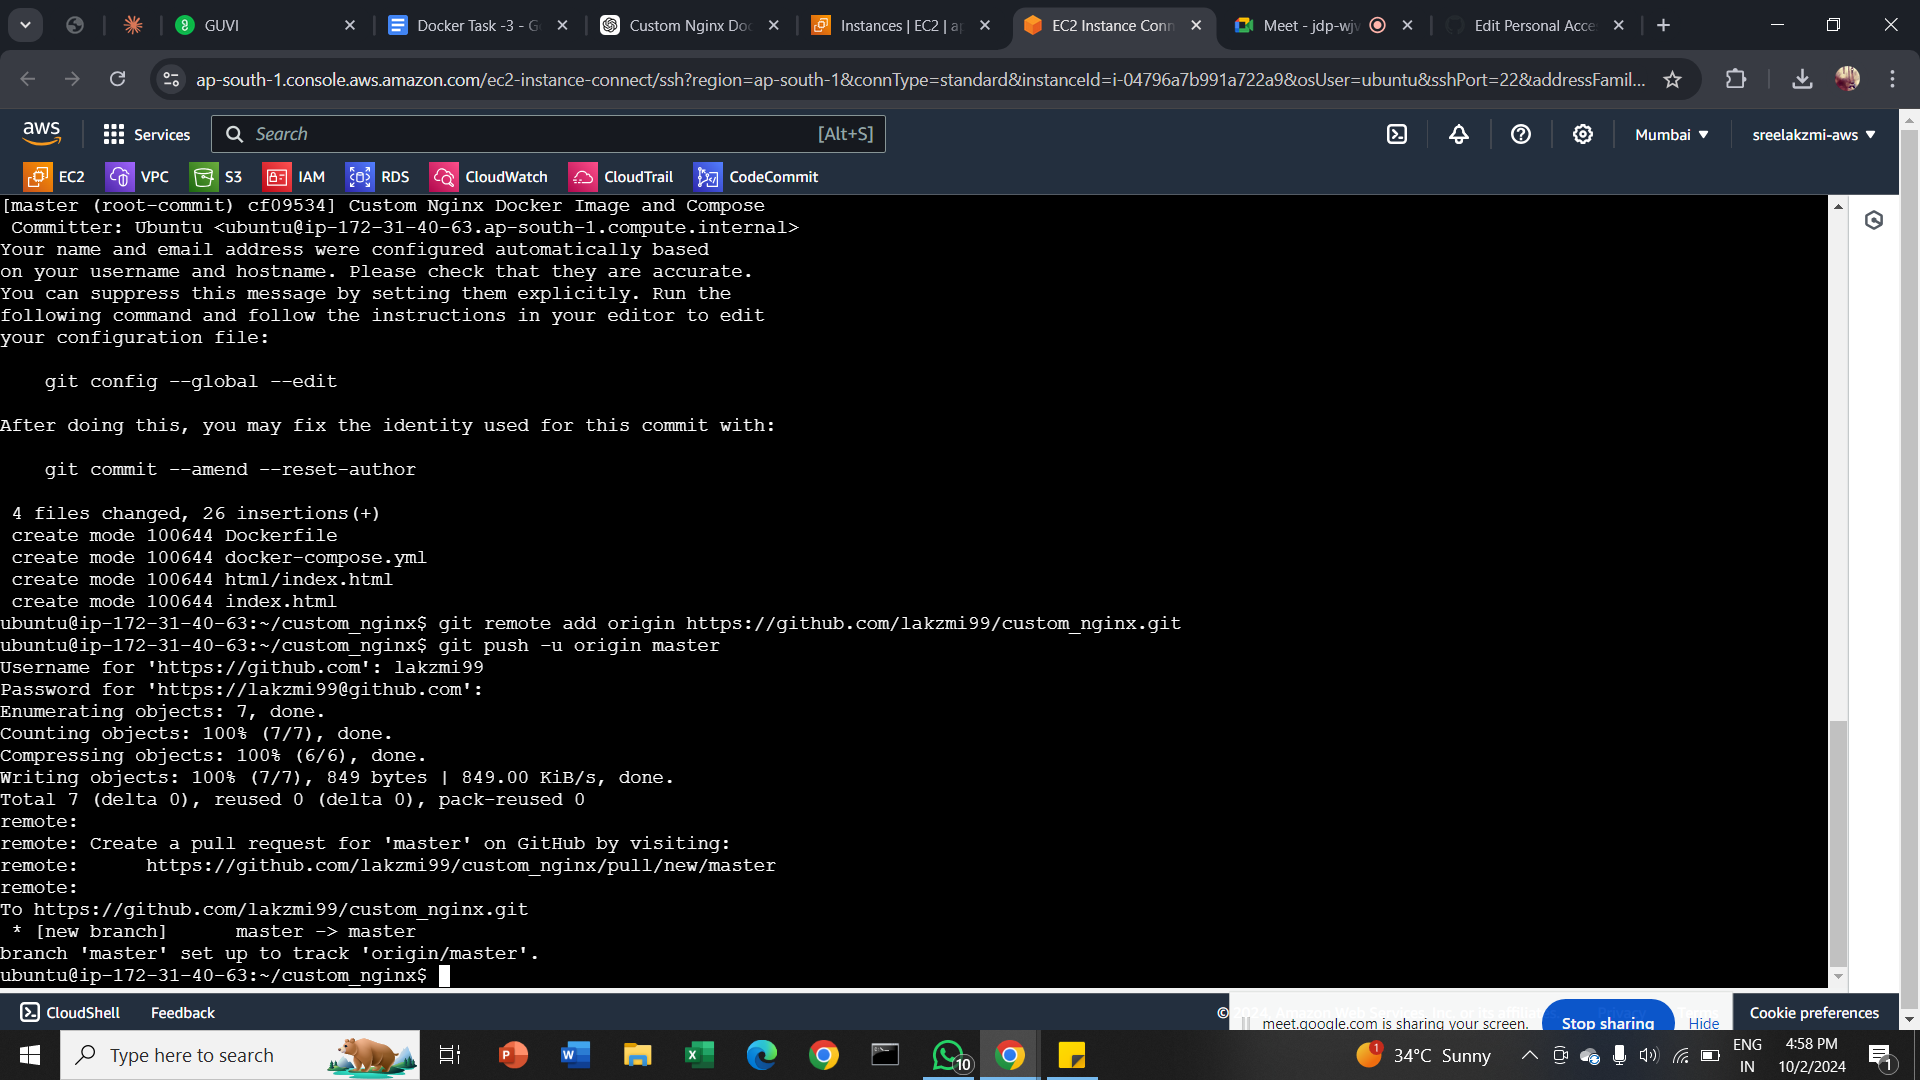 GUVI
Docker Task -3 - G
Custom Nginx Doc
Instances | EC2 | a
EC2 Instance Conn
Meet - jdp-wjv
Edit Personal Acce
ap-south-1.console.aws.amazon.com/ec2-instance-connect/ssh?region=ap-south-1&connType=standard&instanceId=i-04796a7b991a722a9&osUser=ubuntu&sshPort=22&addressFamil...
aws
Services
Search
[Alt+S]
Mumbai
sreelakzmi-aws
EC2
VPC
S3
IAM
RDS
CloudWatch
CloudTrail
CodeCommit
[master (root-commit) cf09534] Custom Nginx Docker Image and Compose
Committer: Ubuntu <ubuntu@ip-172-31-40-63.ap-south-1.compute.internal>
Your name and email address were configured automatically based
on your username and hostname. Please check that they are accurate.
You can suppress this message by setting them explicitly. Run the
following command and follow the instructions in your editor to edit
your configuration file:
git config --global --edit
After doing this, you may fix the identity used for this commit with:
git commit --amend --reset-author
4 files changed, 26 insertions(+)
create mode 100644 Dockerfile
create mode 100644 docker-compose.yml
create mode 100644 html/index.html
create mode 100644 index.html
ubuntu@ip-172-31-40-63:~/custom_nginx$ git remote add origin https://github.com/lakzmi99/custom_nginx.git
ubuntu@ip-172-31-40-63:~/custom_nginx$ git push -u origin master
Username for 'https://github.com': lakzmi99
Password for 'https://lakzmi99@github.com':
Enumerating objects: 7, done.
Counting objects: 100% (7/7), done.
Compressing objects: 100% (6/6), done.
Writing objects: 100% (7/7), 849 bytes | 849.00 KiB/s, done.
Total 7 (delta 0), reused 0 (delta 0), pack-reused 0
remote:
remote: Create a pull request for 'master' on GitHub by visiting:
remote:      https://github.com/lakzmi99/custom_nginx/pull/new/master
remote:
To https://github.com/lakzmi99/custom_nginx.git
* [new branch]      master -> master
branch 'master' set up to track 'origin/master'.
ubuntu@ip-172-31-40-63:~/custom_nginx$
CloudShell
Feedback
meet.google.com is sharing your screen.
Stop sharing
Hide
Cookie preferences
Type here to search
10
1
34°C Sunny
ENG
IN
4:58 PM
10/2/2024
1